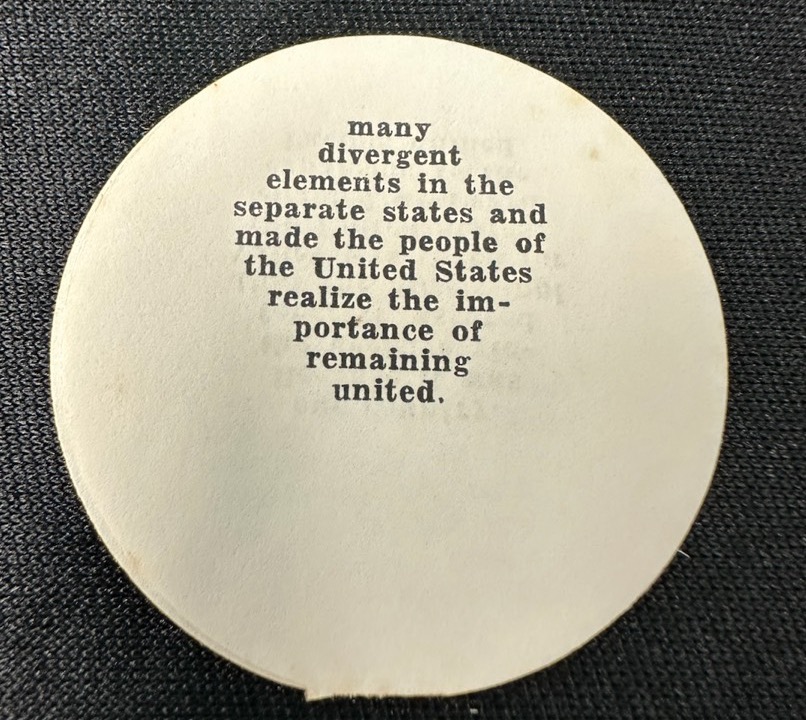 many
divergent
elements in the
separate states and
made the people of
the United States
realize the im-
portance of
remaining
united.